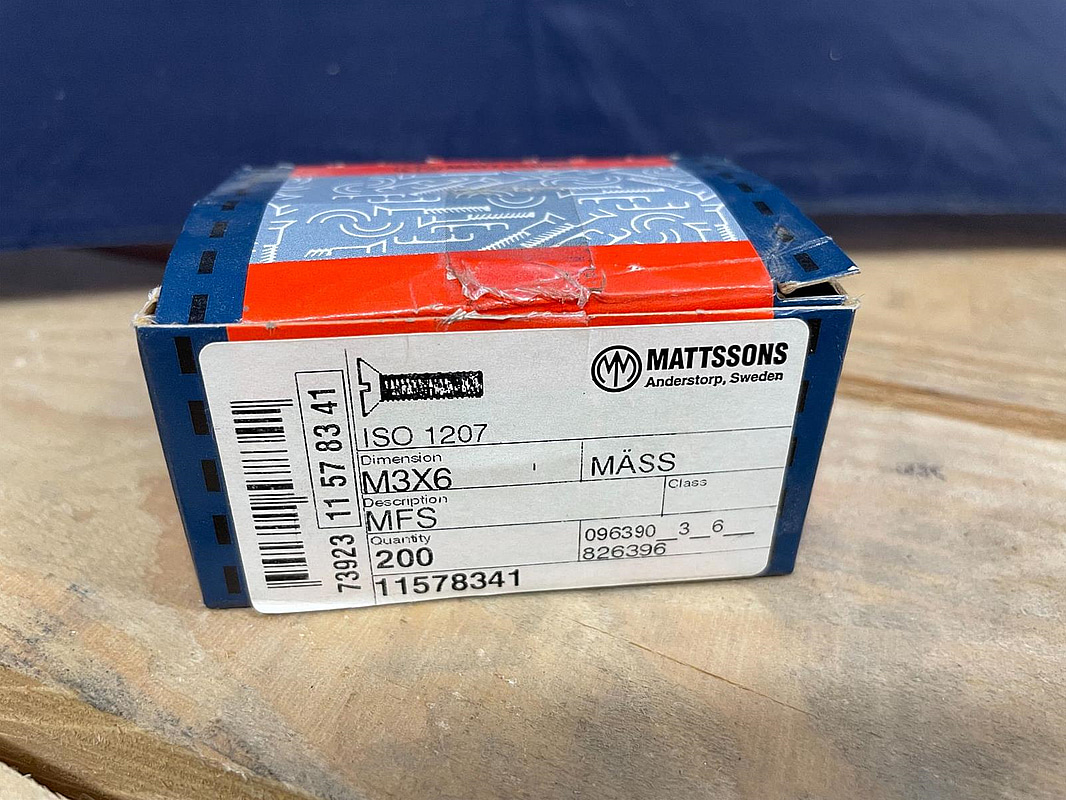 MATTSSONS
Anderstorp, Sweden
ISO 1207
Dimension
M3X6
MÄSS
Description
MFS
Class
Quantity
200
096390__3__6__
826396
11578341
73923 11 57 83 41